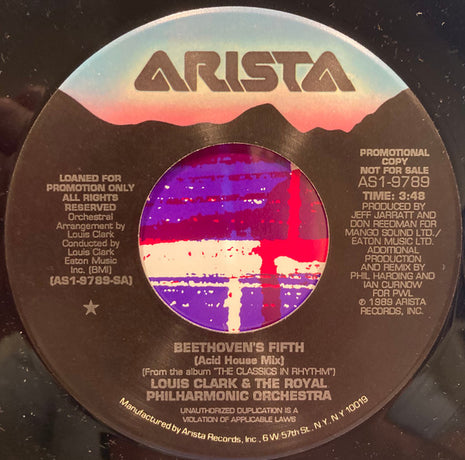 ARISTA
LOANED FOR
PROMOTION ONLY
ALL RIGHTS
RESERVED
Orchestral
Arrangement by
Louis Clark
Conducted by
Louis Clark
Eaton Music
Inc. (BMI)
(AS1-9789-SA)
PROMOTIONAL
COPY
NOT FOR SALE
AS1-9789
TIME: 3:48
PRODUCED BY
JEFF JARRATT AND
DON REEDMAN FOR
MANGO SOUND LTD./
EATON MUSIC LTD.
ADDITIONAL
PRODUCTION
AND REMIX BY
PHIL HARDING AND
IAN CURNOW FOR
FOR PWL
℗ 1989 ARISTA
RECORDS, INC.
BEETHOVEN'S FIFTH
(Acid House Mix)
(From the album "THE CLASSICS IN RHYTHM")
LOUIS CLARK & THE ROYAL
PHILHARMONIC ORCHESTRA
UNAUTHORIZED DUPLICATION IS A
VIOLATION OF APPLICABLE LAWS
Manufactured by Arista Records, Inc., 6 W. 57th St., N.Y., N.Y. 10019